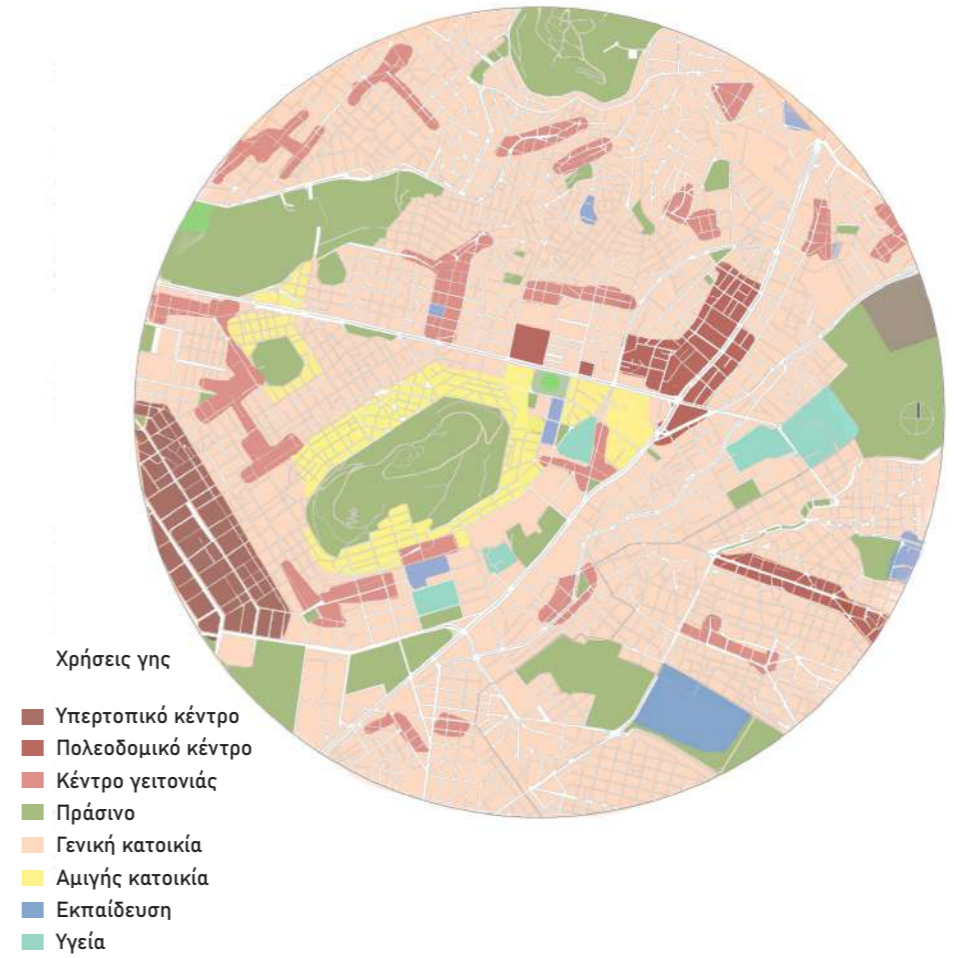 Χρήσεις γης
Υπερτοπικό κέντρο
Πολεοδομικό κέντρο
Κέντρο γειτονιάς
Πράσινο
Γενική κατοικία
Αμιγής κατοικία
Εκπαίδευση
Υγεία